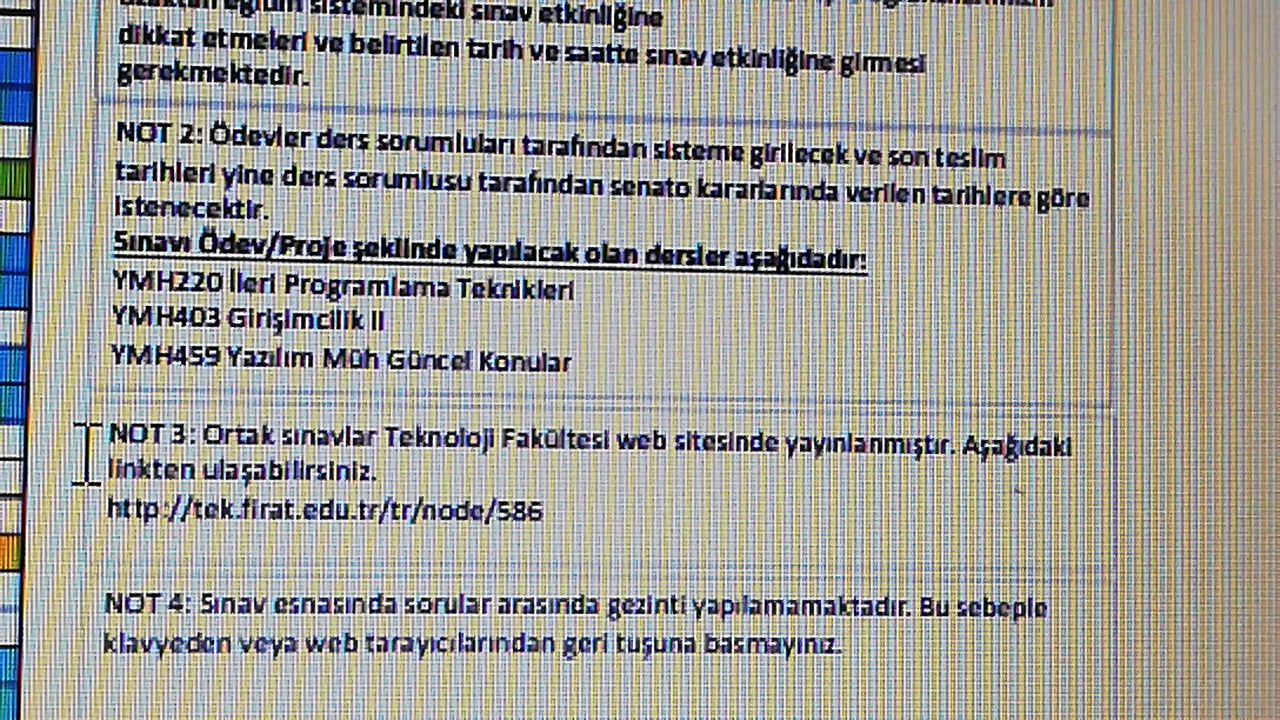 sistemindeki sınav etkinliğine
dikkat etmeleri ve belirtilen tarih ve saatte sınav etkinliğine girmesi
gerekmektedir.
NOT 2: Ödevler ders sorumluları tarafından sisteme girilecek ve son teslim
tarihleri yine ders sorumlusu tarafından senato kararlarında verilen tarihlere göre
istenecektir.
Sınavı Ödev/Proje şeklinde yapılacak olan dersler aşağıdadır:
YMH220 İleri Programlama Teknikleri
YMH403 Girişimcilik II
YMH459 Yazılım Müh Güncel Konular
NOT 3: Ortak sınavlar Teknoloji Fakültesi web sitesinde yayınlanmıştır. Aşağıdaki
linkten ulaşabilirsiniz.
http://tek.firat.edu.tr/tr/node/586
NOT 4: Sınav esnasında sorular arasında gezinti yapılamamaktadır. Bu sebeple
klavyeden veya web tarayıcılarından geri tuşuna basmayınız.